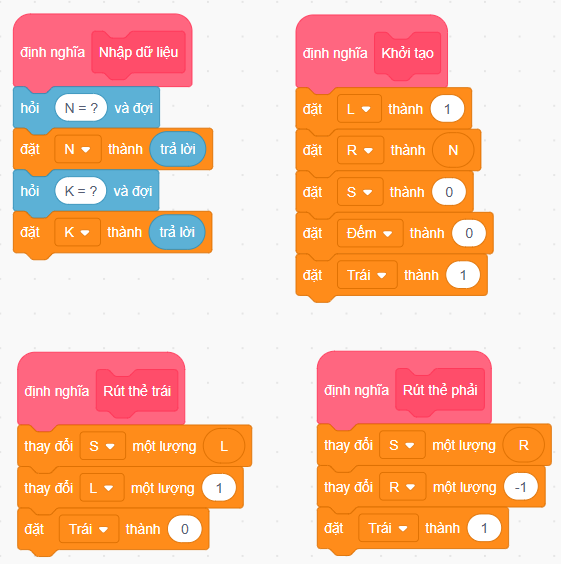 định nghĩa Nhập dữ liệu
hỏi N = ? và đợi
đặt N thành trả lời
hỏi K = ? và đợi
đặt K thành trả lời
định nghĩa Khởi tạo
đặt L thành 1
đặt R thành N
đặt S thành 0
đặt Đếm thành 0
đặt Trái thành 1
định nghĩa Rút thẻ trái
thay đổi S một lượng L
thay đổi L một lượng 1
đặt Trái thành 0
định nghĩa Rút thẻ phải
thay đổi S một lượng R
thay đổi R một lượng -1
đặt Trái thành 1